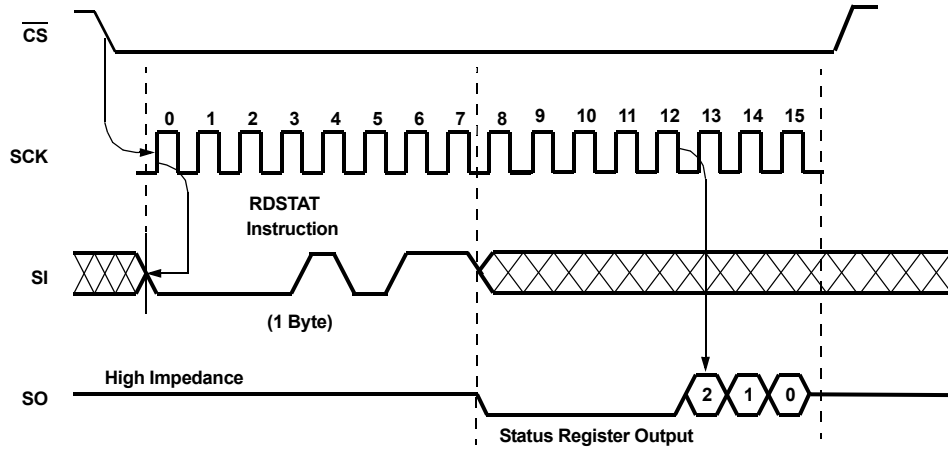 CS
0 1 2 3 4 5 6 7 8 9 10 11 12 13 14 15
SCK
RDSTAT
Instruction
SI
(1 Byte)
High Impedance
SO
2 1 0
Status Register Output